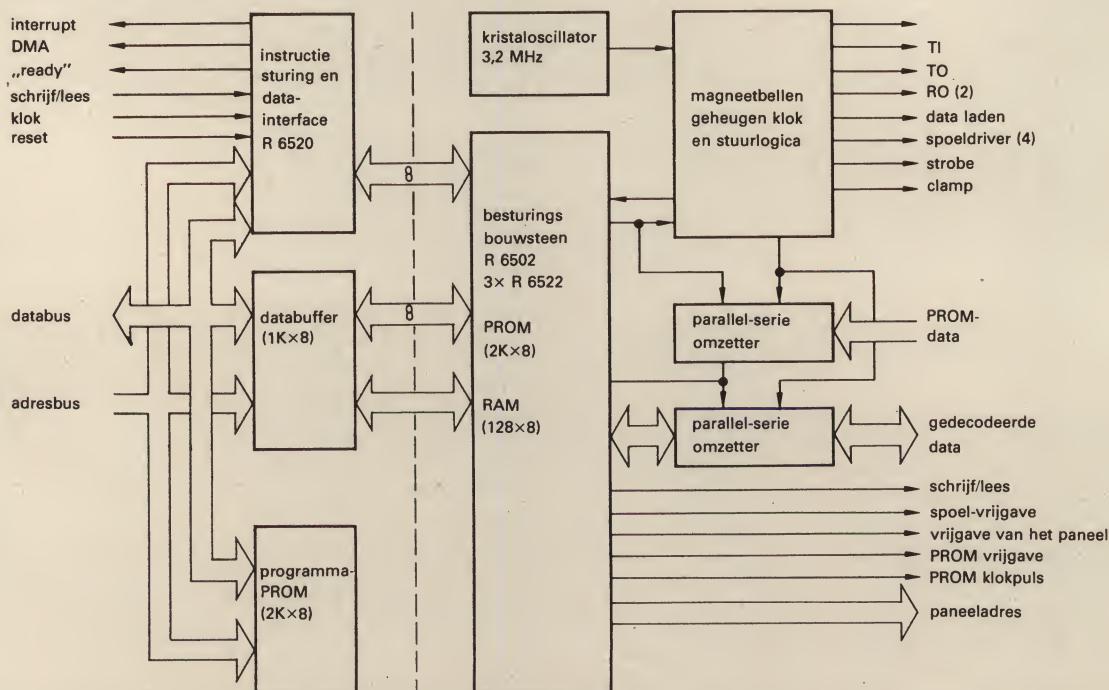 interrupt
DMA
„ready”
schrijf/lees
klok
reset
databus
adresbus
instructie
sturing en
data-
interface
R 6520
databuffer
(1K×8)
programma-
PROM
(2K×8)
8
8
kristaloscillator
3,2 MHz
besturings
bouwsteen
R 6502
3× R 6522
PROM
(2K×8)
RAM
(128×8)
magneetbellen
geheugen klok
en stuurlogica
parallel-serie
omzetter
parallel-serie
omzetter
TI
TO
RO (2)
data laden
spoeldriver (4)
strobe
clamp
PROM-
data
gedecodeerde
data
schrijf/lees
spoel-vrijgave
vrijgave van het paneel
PROM vrijgave
PROM klokpuls
paneeladres